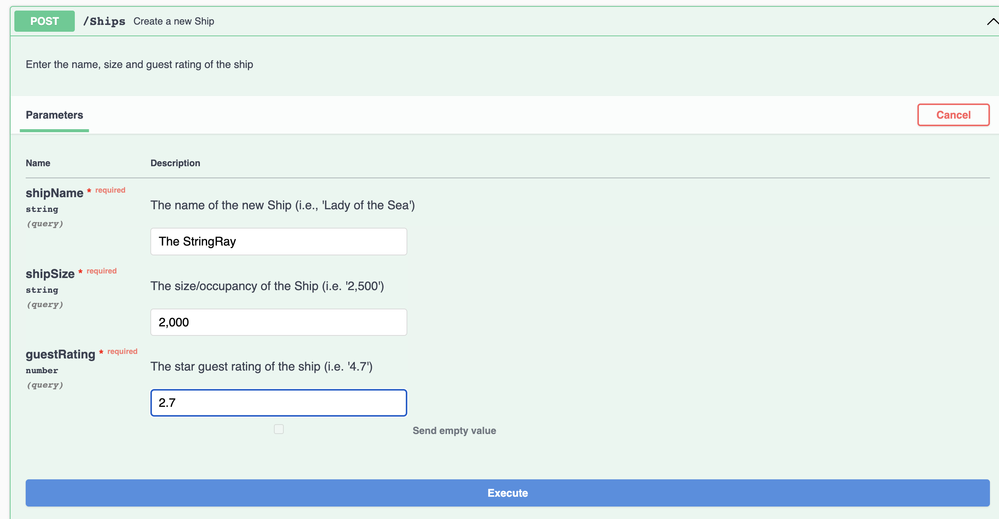 POST /Ships Create a new Ship
Enter the name, size and guest rating of the ship
Parameters
Cancel
Name Description
shipName * required
string
(query)
The name of the new Ship (i.e., 'Lady of the Sea')
The StringRay
shipSize * required
string
(query)
The size/occupancy of the Ship (i.e. '2,500')
2,000
guestRating * required
number
(query)
The star guest rating of the ship (i.e. '4.7')
2.7
Send empty value
Execute